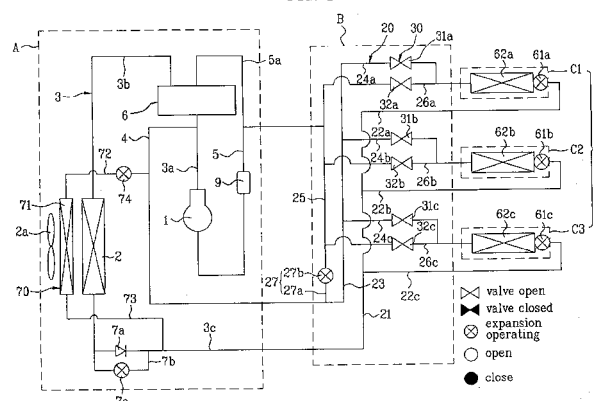 A
B
20
30
31a
5a
62a
61a
C1
3b
24a
3
6
32a
26a
4
22a
31b
62b
61b
C2
3a
5
24b
72
9
32b
26b
74
25
22b
31c
62c
61c
C3
71
1
24c
32c
2a
2
27b
26c
27
23
22c
70
27a
73
7a
3c
21
7b
valve open
valve closed
expansion operating
open
close